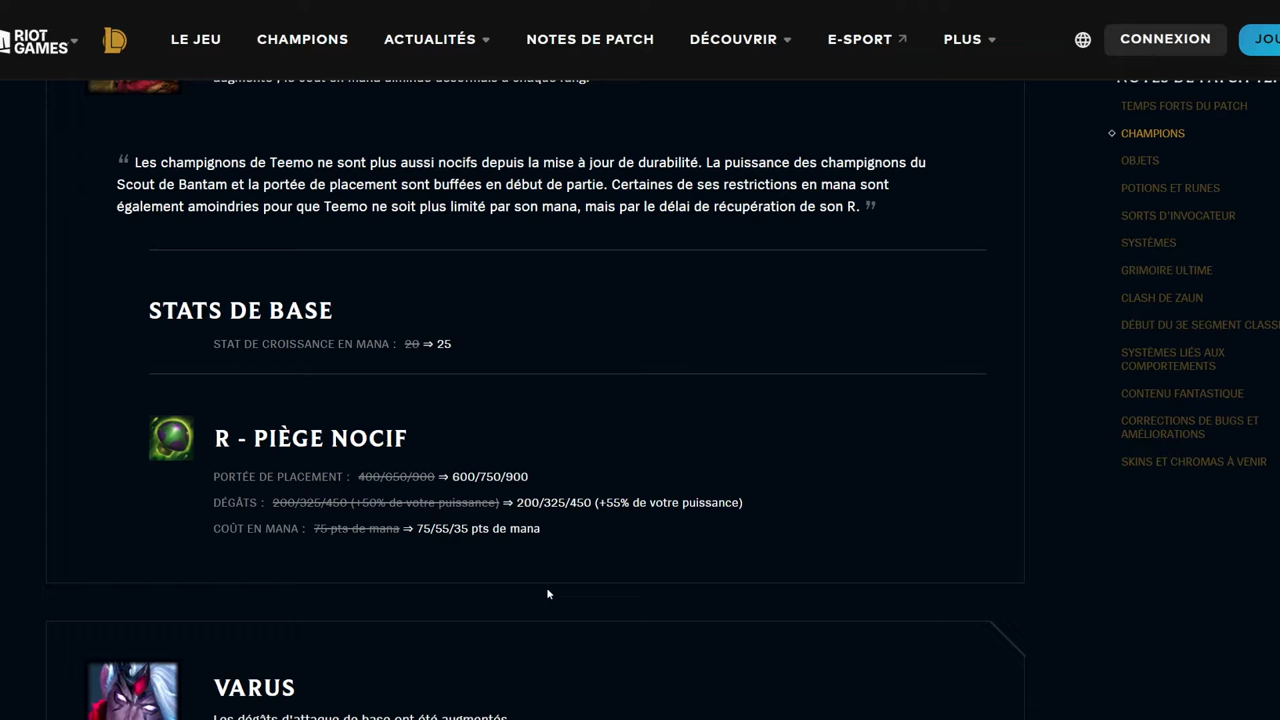 RIOT GAMES
LE JEU
CHAMPIONS
ACTUALITÉS
NOTES DE PATCH
DÉCOUVRIR
E-SPORT
PLUS
CONNEXION
TEMPS FORTS DU PATCH
CHAMPIONS
OBJETS
POTIONS ET RUNES
SORTS D'INVOCATEUR
SYSTÈMES
GRIMOIRE ULTIME
CLASH DE ZAUN
DÉBUT DU 3E SEGMENT CLASS
SYSTÈMES LIÉS AUX
COMPORTEMENTS
CONTENU FANTASTIQUE
CORRECTIONS DE BUGS ET
AMÉLIORATIONS
SKINS ET CHROMAS À VENIR
“ Les champignons de Teemo ne sont plus aussi nocifs depuis la mise à jour de durabilité. La puissance des champignons du
Scout de Bantam et la portée de placement sont buffées en début de partie. Certaines de ses restrictions en mana sont
également amoindries pour que Teemo ne soit plus limité par son mana, mais par le délai de récupération de son R. ”
STATS DE BASE
STAT DE CROISSANCE EN MANA : 20 ⇒ 25
R - PIÈGE NOCIF
PORTÉE DE PLACEMENT : 400/650/900 ⇒ 600/750/900
DÉGÂTS : 200/325/450 (+50% de votre puissance) ⇒ 200/325/450 (+55% de votre puissance)
COÛT EN MANA : 75 pts de mana ⇒ 75/55/35 pts de mana
VARUS
Les dégâts d'attaque de base ont été augmentés.